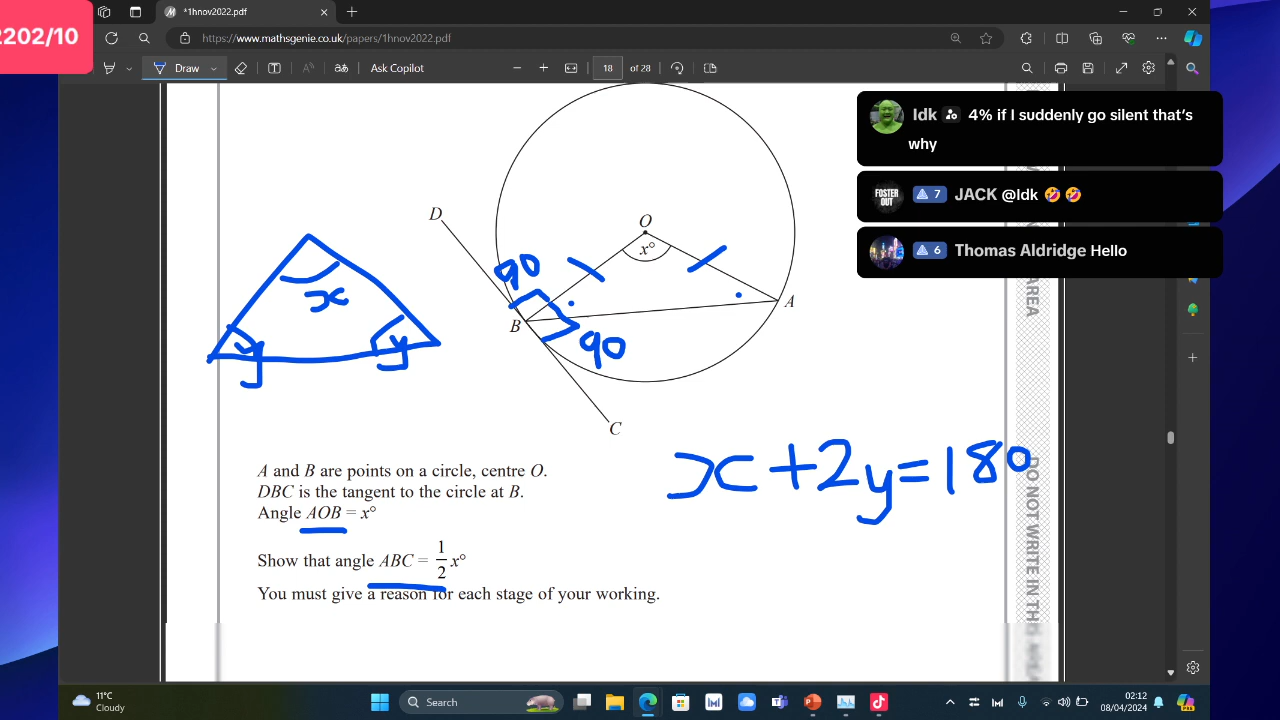 2202/10
*1hnov2022.pdf
https://www.mathsgenie.co.uk/papers/1hnov2022.pdf
Draw
Ask Copilot
18 of 28
Idk 4% if I suddenly go silent that's
why
FOSTER
OUT
7 JACK @Idk 🤣 🤣
6 Thomas Aldridge Hello
AREA
D
O
x°
90
x
B
A
y
y
90
C
x+2y=180
A and B are points on a circle, centre O.
DBC is the tangent to the circle at B.
Angle AOB = x°
Show that angle ABC = 1/2 x°
You must give a reason for each stage of your working.
DO NOT WRITE IN TH
11°C
Cloudy
Search
02:12
08/04/2024